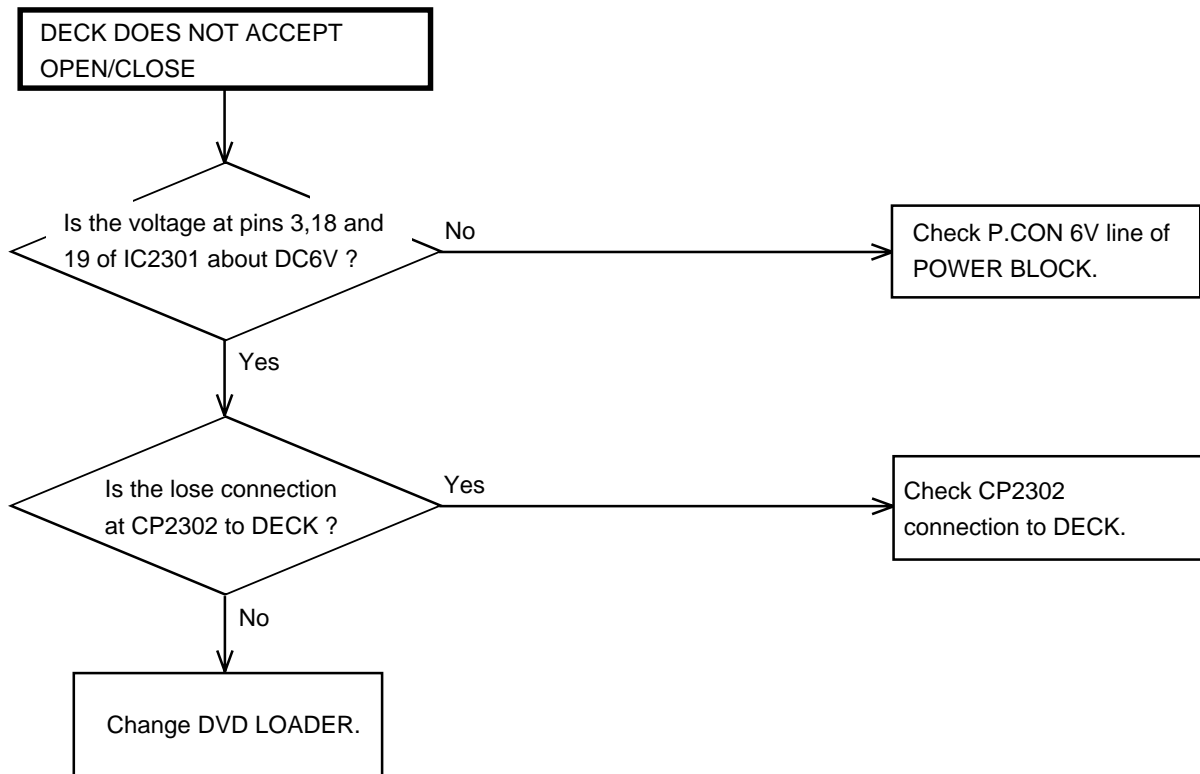 DECK DOES NOT ACCEPT
OPEN/CLOSE
Is the voltage at pins 3,18 and
19 of IC2301 about DC6V ?
No
Check P.CON 6V line of
POWER BLOCK.
Yes
Is the lose connection
at CP2302 to DECK ?
Yes
Check CP2302
connection to DECK.
No
Change DVD LOADER.